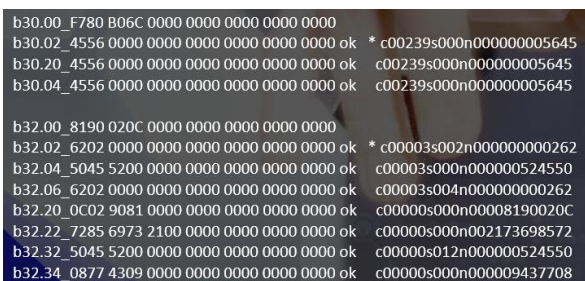 b30.00_F780 B06C 0000 0000 0000 0000 0000
b30.02_4556 0000 0000 0000 0000 0000 0000 ok * c00239s000n000000005645
b30.20_4556 0000 0000 0000 0000 0000 0000 ok c00239s000n000000005645
b30.04_4556 0000 0000 0000 0000 0000 0000 ok c00239s000n000000005645
b32.00_8190 020C 0000 0000 0000 0000 0000
b32.02_6202 0000 0000 0000 0000 0000 0000 ok * c00003s002n000000000262
b32.04_5045 5200 0000 0000 0000 0000 0000 ok c00003s000n000000524550
b32.06_6202 0000 0000 0000 0000 0000 0000 ok c00003s004n000000000262
b32.20_0C02 9081 0000 0000 0000 0000 0000 ok c00000s000n00008190020C
b32.22_7285 6973 2100 0000 0000 0000 0000 ok c00000s000n002173698572
b32.32_5045 5200 0000 0000 0000 0000 0000 ok c00000s012n000000524550
b32.34_0877 4309 0000 0000 0000 0000 0000 ok c00000s000n000009437708